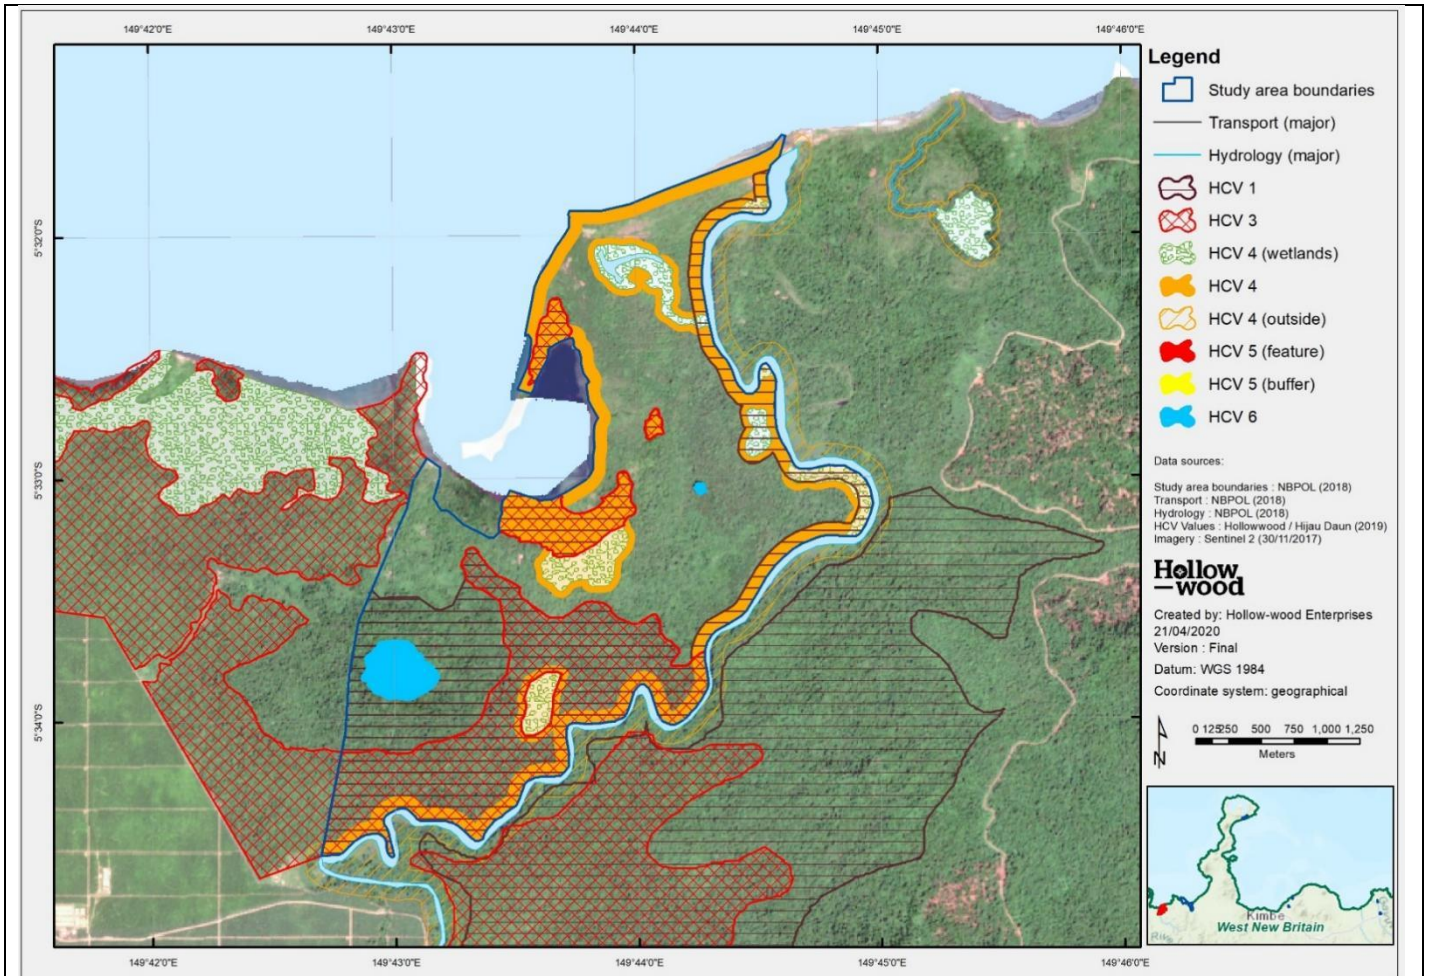 149°42'0"E 149°43'0"E 149°44'0"E 149°45'0"E 149°46'0"E
5°32'0"S
5°33'0"S
5°34'0"S
149°42'0"E 149°43'0"E 149°44'0"E 149°45'0"E 149°46'0"E
Legend
Study area boundaries
Transport (major)
Hydrology (major)
HCV 1
HCV 3
HCV 4 (wetlands)
HCV 4
HCV 4 (outside)
HCV 5 (feature)
HCV 5 (buffer)
HCV 6
Data sources:
Study area boundaries : NBPOL (2018)
Transport : NBPOL (2018)
Hydrology : NBPOL (2018)
HCV Values : Hollowwood / Hijau Daun (2019)
Imagery : Sentinel 2 (30/11/2017)
Hollow
wood
Created by: Hollow-wood Enterprises
21/04/2020
Version : Final
Datum: WGS 1984
Coordinate system: geographical
N
0 125250 500 750 1,000 1,250
Meters
Kimbe
West New Britain